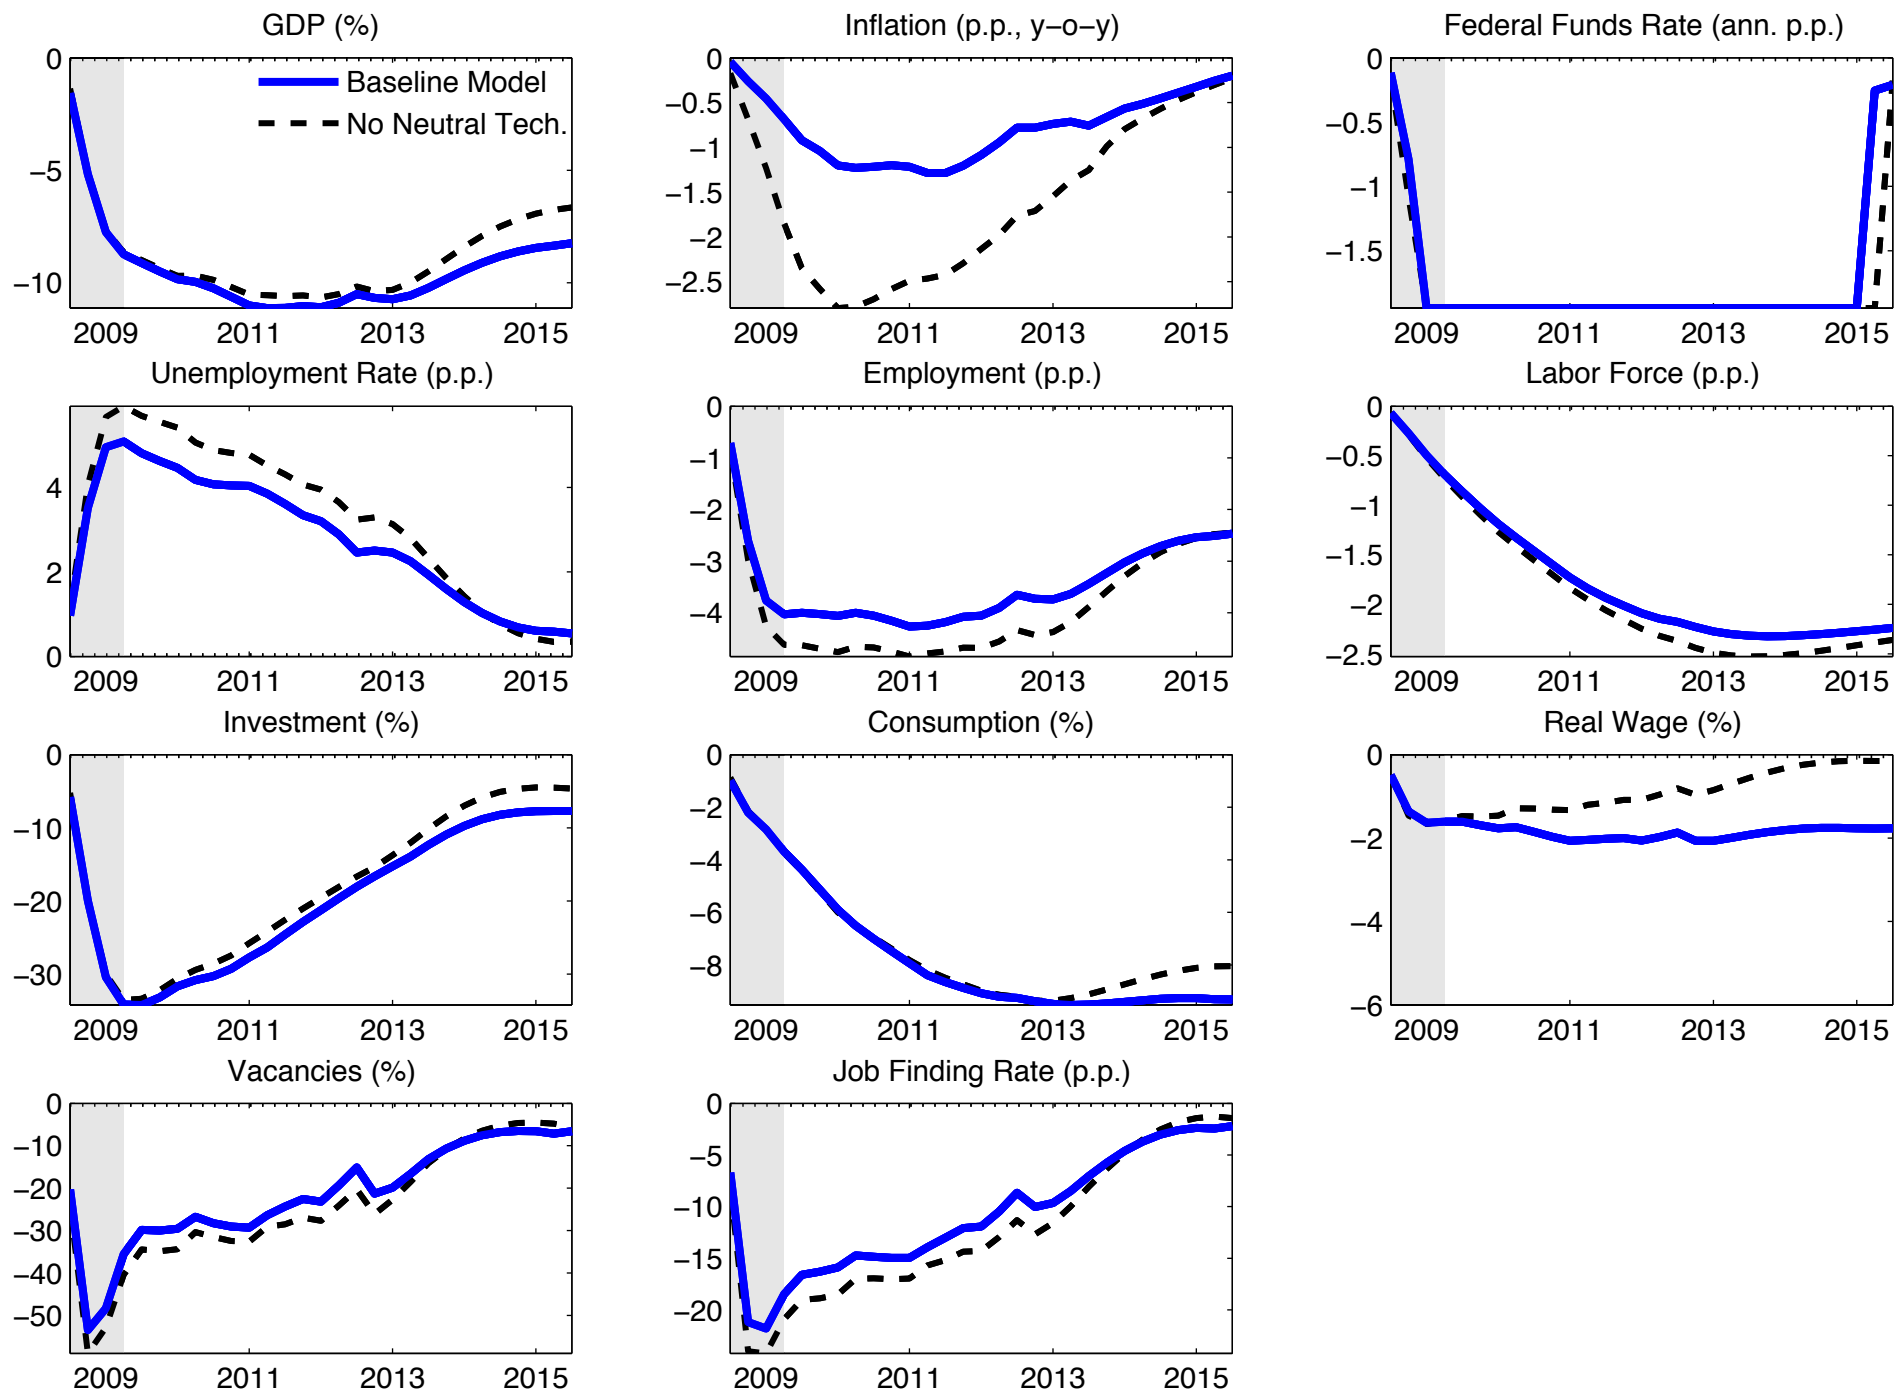 GDP (%)
0
−5
−10
2009 2011 2013 2015
Baseline Model
No Neutral Tech.
Inflation (p.p., y−o−y)
0
−0.5
−1
−1.5
−2
−2.5
2009 2011 2013 2015
Federal Funds Rate (ann. p.p.)
0
−0.5
−1
−1.5
2009 2011 2013 2015
Unemployment Rate (p.p.)
4
2
0
2009 2011 2013 2015
Employment (p.p.)
0
−1
−2
−3
−4
2009 2011 2013 2015
Labor Force (p.p.)
0
−0.5
−1
−1.5
−2
−2.5
2009 2011 2013 2015
Investment (%)
0
−10
−20
−30
2009 2011 2013 2015
Consumption (%)
0
−2
−4
−6
−8
2009 2011 2013 2015
Real Wage (%)
0
−2
−4
−6
2009 2011 2013 2015
Vacancies (%)
0
−10
−20
−30
−40
−50
2009 2011 2013 2015
Job Finding Rate (p.p.)
0
−5
−10
−15
−20
2009 2011 2013 2015